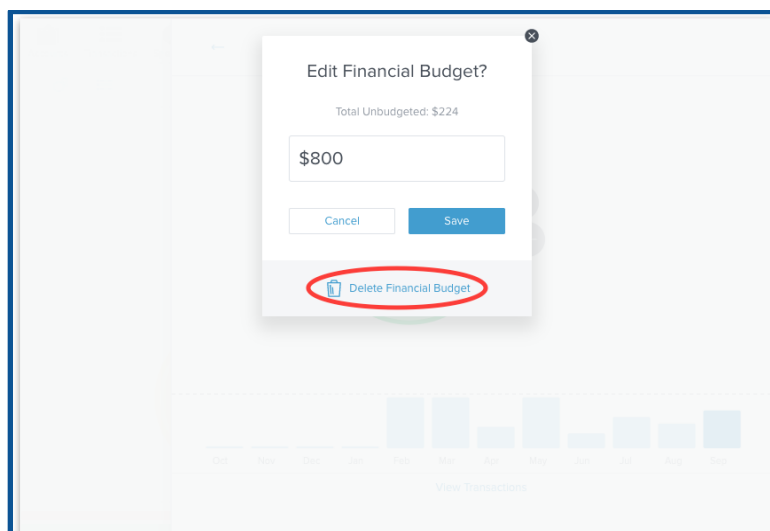 Edit Financial Budget?
Total Unbudgeted: $224
$800
Cancel Save
Delete Financial Budget
Oct Nov Dec Jan Feb Mar Apr May Jun Jul Aug Sep
View Transactions